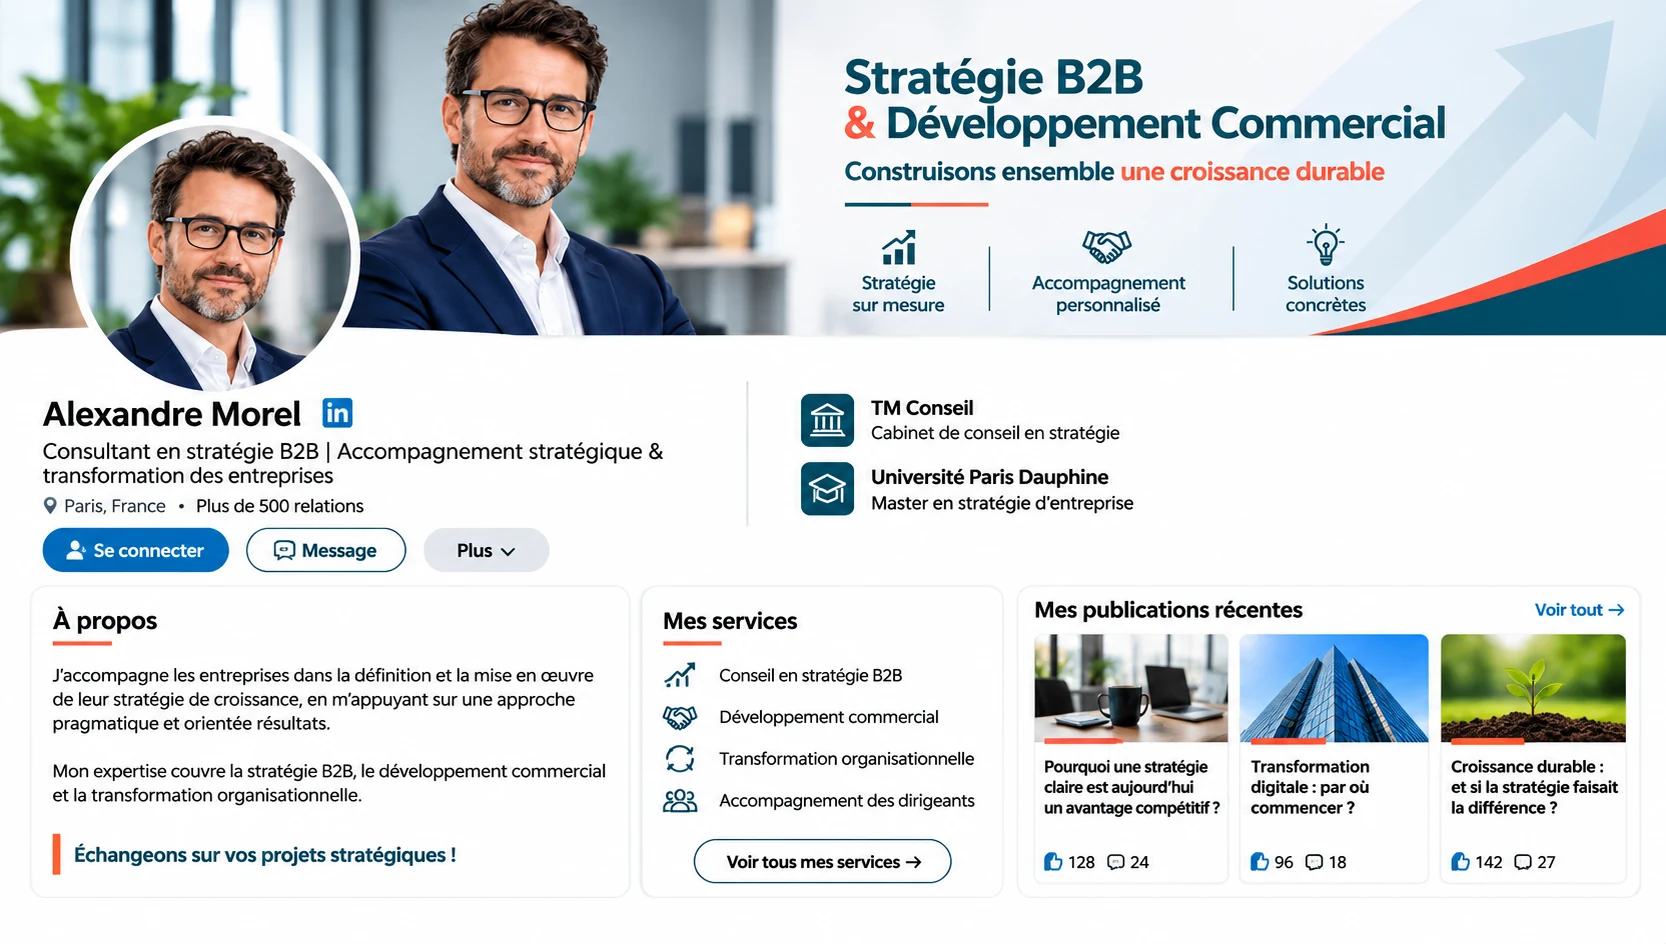 Stratégie B2B
& Développement Commercial
Construisons ensemble une croissance durable
Stratégie
sur mesure
Accompagnement
personnalisé
Solutions
concrètes
Alexandre Morel in
Consultant en stratégie B2B | Accompagnement stratégique &
transformation des entreprises
Paris, France • Plus de 500 relations
Se connecter
Message
Plus
TM Conseil
Cabinet de conseil en stratégie
Université Paris Dauphine
Master en stratégie d'entreprise
À propos
J'accompagne les entreprises dans la définition et la mise en œuvre
de leur stratégie de croissance, en m'appuyant sur une approche
pragmatique et orientée résultats.
Mon expertise couvre la stratégie B2B, le développement commercial
et la transformation organisationnelle.
Échangeons sur vos projets stratégiques !
Mes services
Conseil en stratégie B2B
Développement commercial
Transformation organisationnelle
Accompagnement des dirigeants
Voir tous mes services →
Mes publications récentes
Voir tout →
Pourquoi une stratégie
claire est aujourd'hui
un avantage compétitif ?
128 24
Transformation
digitale : par où
commencer ?
96 18
Croissance durable :
et si la stratégie faisait
la différence ?
142 27